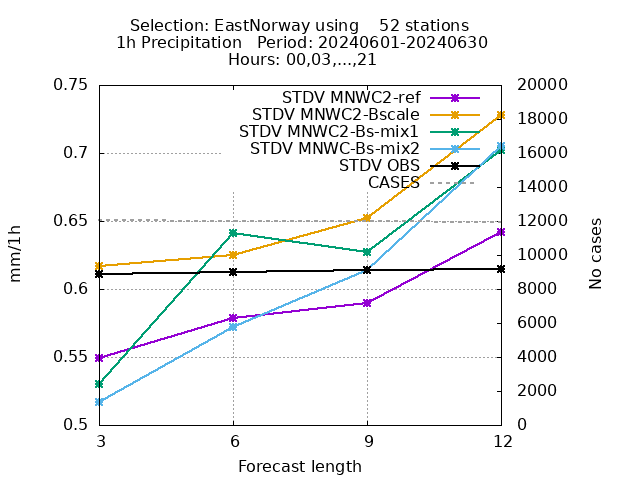 Selection: EastNorway using    52 stations
1h Precipitation   Period: 20240601-20240630
Hours: 00,03,...,21
STDV MNWC2-ref
STDV MNWC2-Bscale
STDV MNWC2-Bs-mix1
STDV MNWC-Bs-mix2
STDV OBS
CASES
0.75
0.7
0.65
0.6
0.55
0.5
mm/1h
20000
18000
16000
14000
12000
10000
8000
6000
4000
2000
0
No cases
3 6 9 12
Forecast length